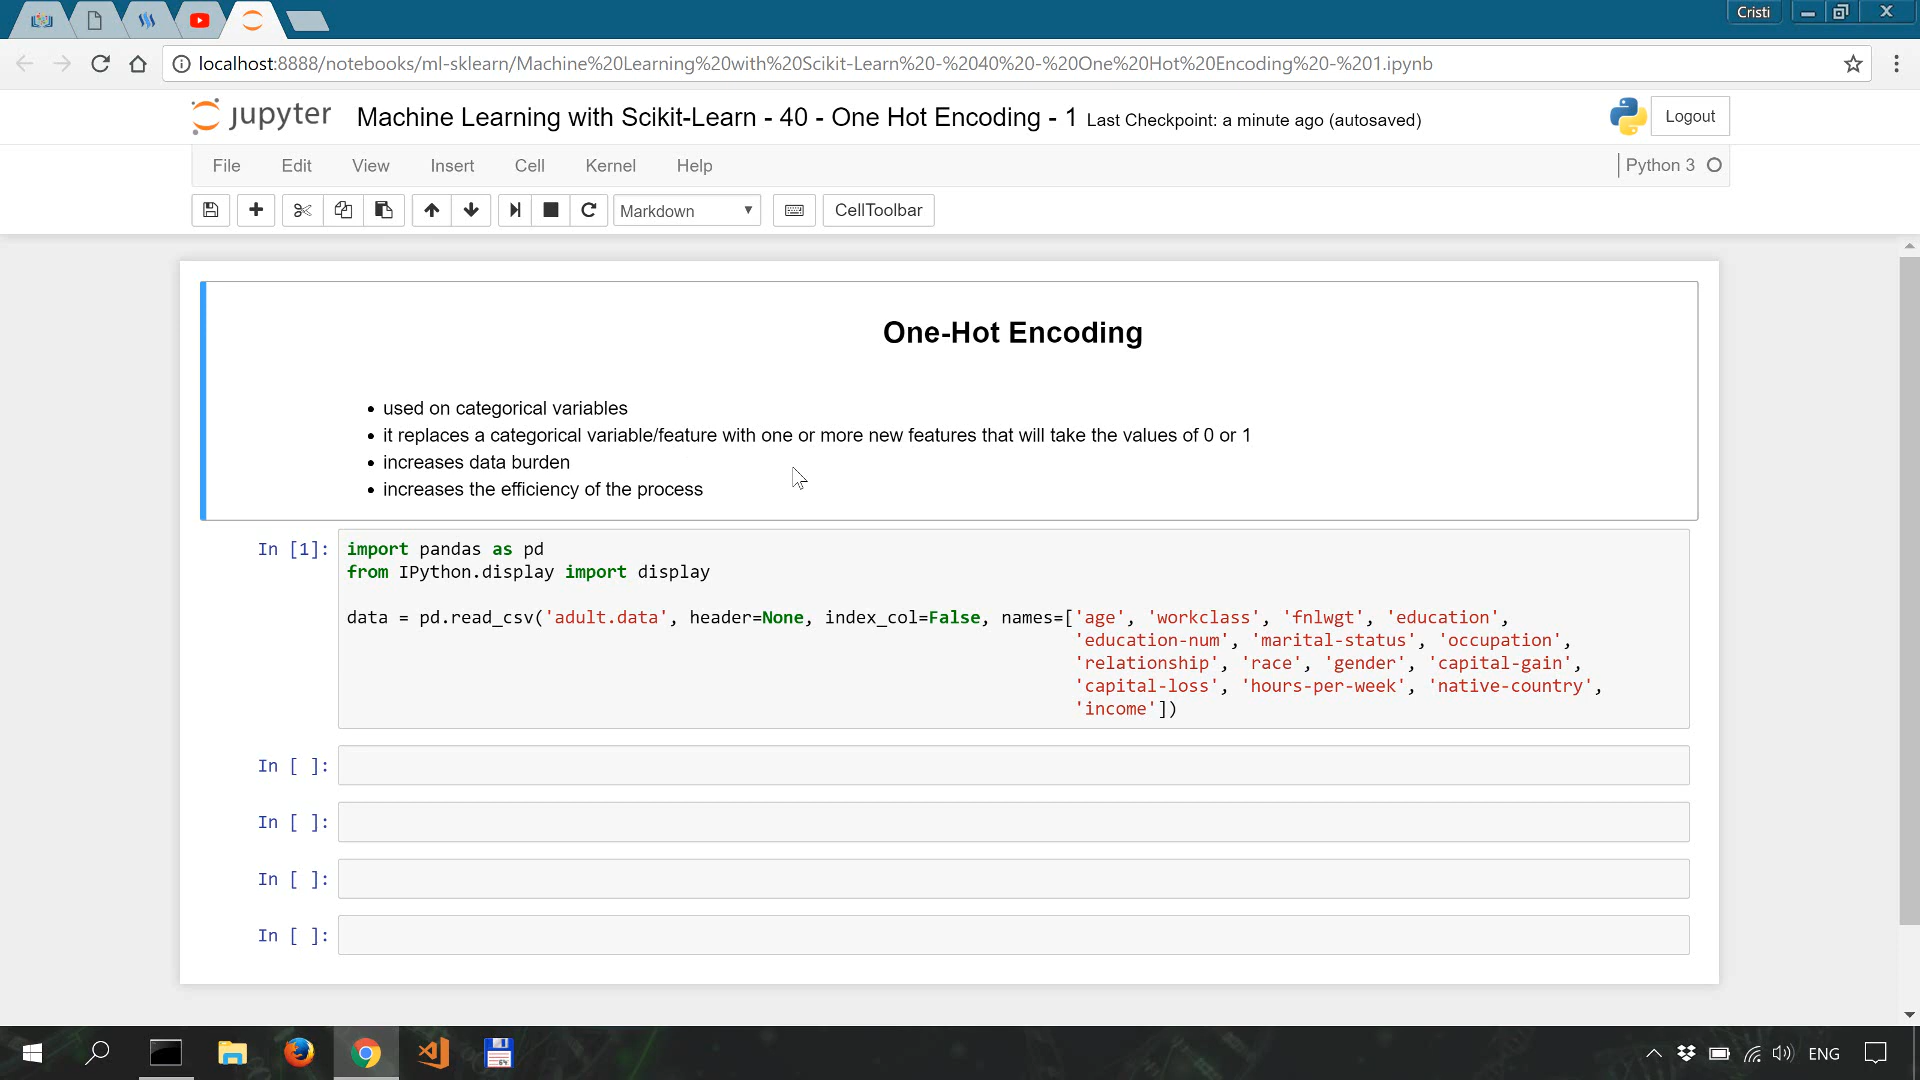 Cristi
localhost:8888/notebooks/ml-sklearn/Machine%20Learning%20with%20Scikit-Learn%20-%2040%20-%20One%20Hot%20Encoding%20-%201.ipynb
jupyter Machine Learning with Scikit-Learn - 40 - One Hot Encoding - 1 Last Checkpoint: a minute ago (autosaved) Logout
File Edit View Insert Cell Kernel Help Python 3
Markdown CellToolbar
One-Hot Encoding
• used on categorical variables
• it replaces a categorical variable/feature with one or more new features that will take the values of 0 or 1
• increases data burden
• increases the efficiency of the process
In [1]: import pandas as pd
from IPython.display import display
data = pd.read_csv('adult.data', header=None, index_col=False, names=['age', 'workclass', 'fnlwgt', 'education',
'education-num', 'marital-status', 'occupation',
'relationship', 'race', 'gender', 'capital-gain',
'capital-loss', 'hours-per-week', 'native-country',
'income'])
In [ ]:
In [ ]:
In [ ]:
In [ ]:
64
ENG